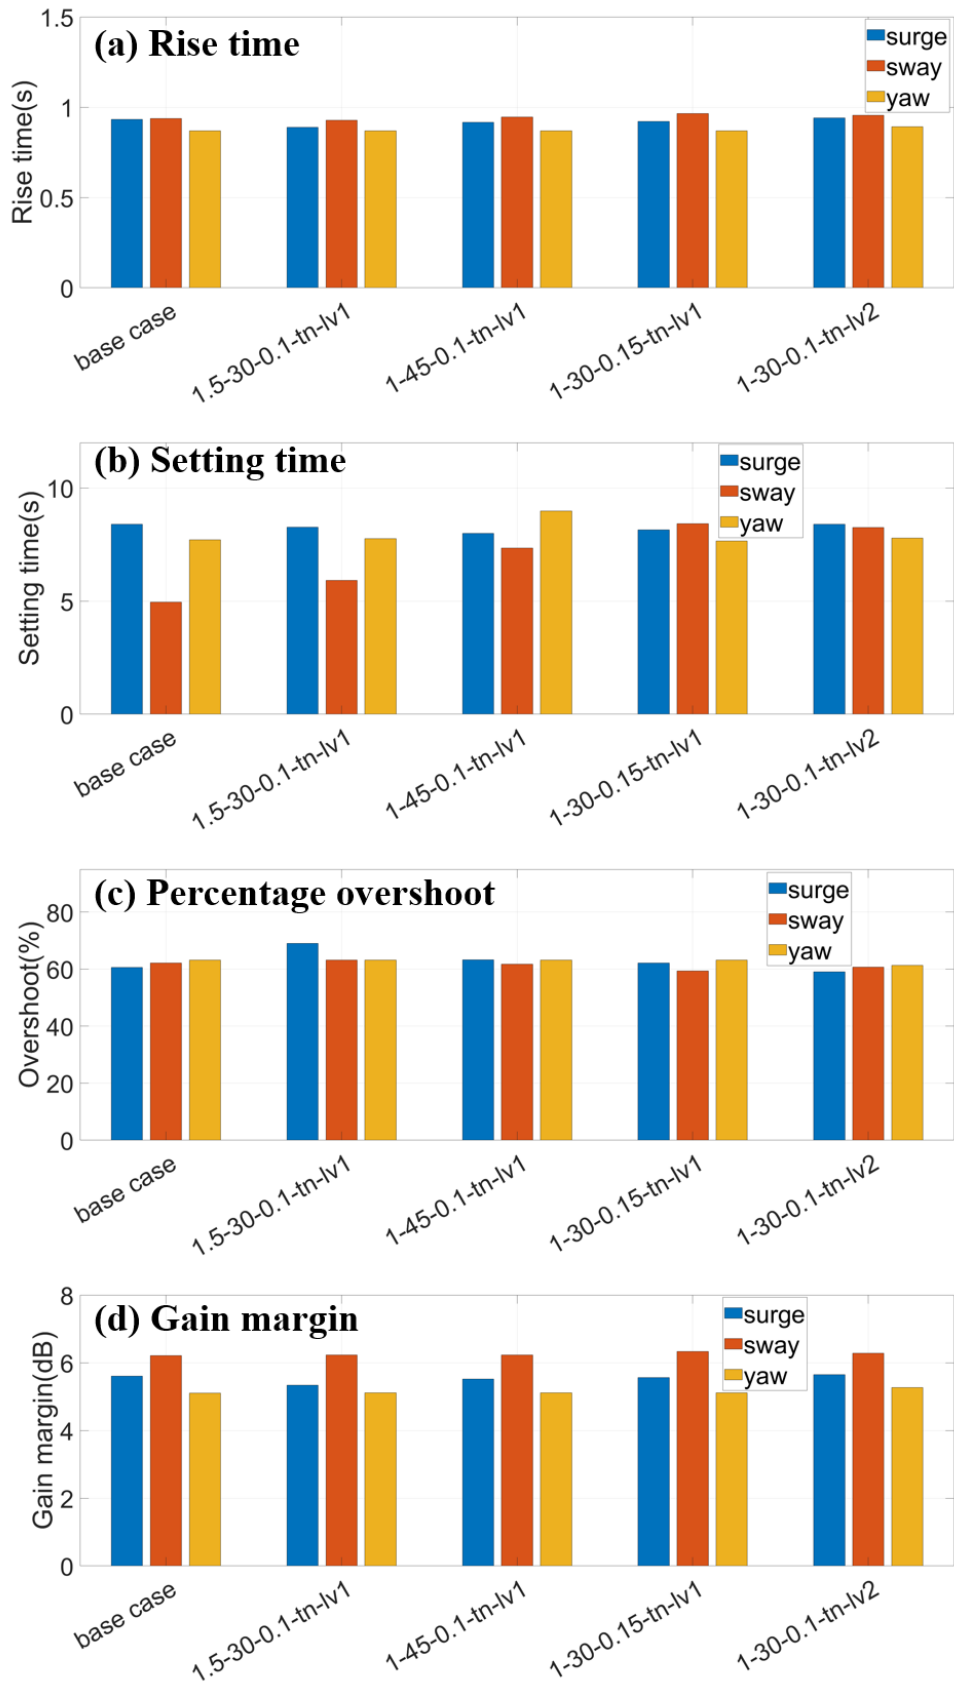 (a) Rise time
surge
sway
yaw
Rise time(s)
1.5
1
0.5
0
base case
1.5-30-0.1-tn-lv1
1-45-0.1-tn-lv1
1-30-0.15-tn-lv1
1-30-0.1-tn-lv2
(b) Setting time
surge
sway
yaw
Setting time(s)
10
5
0
base case
1.5-30-0.1-tn-lv1
1-45-0.1-tn-lv1
1-30-0.15-tn-lv1
1-30-0.1-tn-lv2
(c) Percentage overshoot
surge
sway
yaw
Overshoot(%)
80
60
40
20
0
base case
1.5-30-0.1-tn-lv1
1-45-0.1-tn-lv1
1-30-0.15-tn-lv1
1-30-0.1-tn-lv2
(d) Gain margin
surge
sway
yaw
Gain margin(dB)
8
6
4
2
0
base case
1.5-30-0.1-tn-lv1
1-45-0.1-tn-lv1
1-30-0.15-tn-lv1
1-30-0.1-tn-lv2